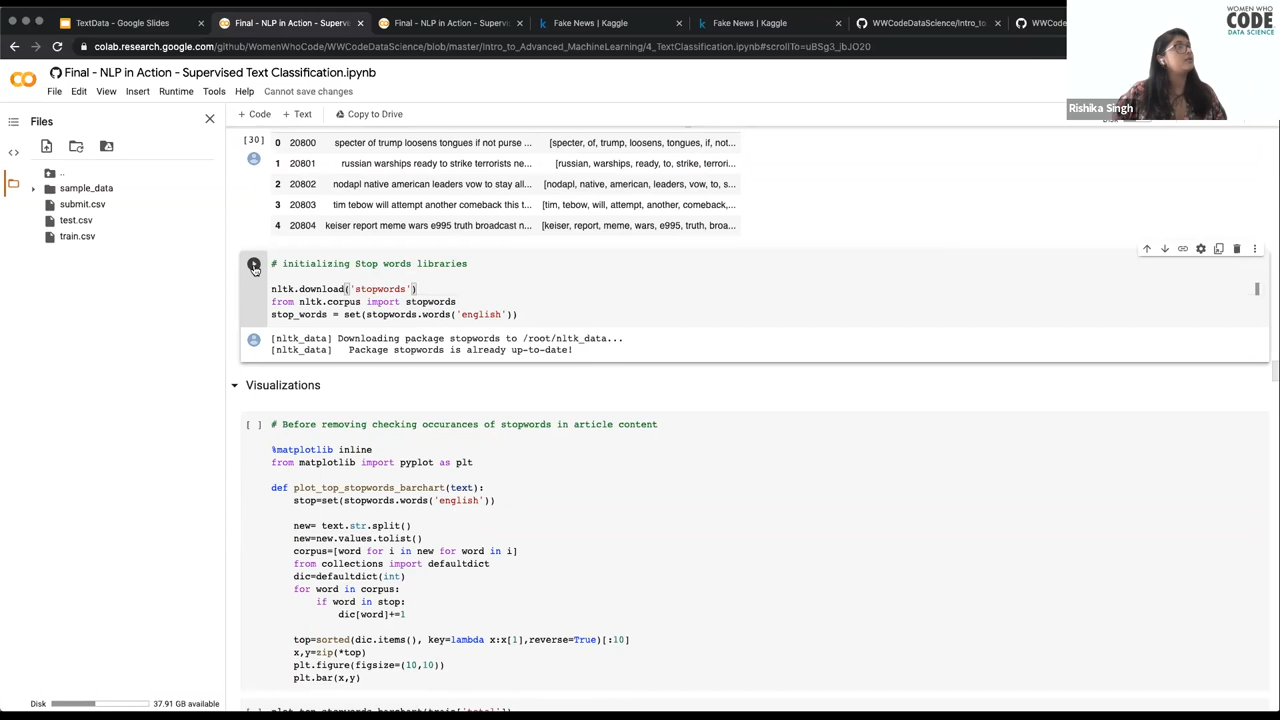 TextData - Google Slides
Final - NLP in Action - Supervi
Final - NLP in Action - Superv
Fake News | Kaggle
Fake News | Kaggle
WWCodeDataScience/Intro_to
WWCode
colab.research.google.com/github/WomenWhoCode/WWCodeDataScience/blob/master/Intro_to_Advanced_MachineLearning/4_TextClassification.ipynb#scrollTo=uBSg3_lbJO20
WOMEN WHO
CODE
DATA SCIENCE
Rishika Singh
Final - NLP in Action - Supervised Text Classification.ipynb
File Edit View Insert Runtime Tools Help Cannot save changes
Files
+ Code + Text Copy to Drive
Disk
..
sample_data
submit.csv
test.csv
train.csv
[30]
0 20800 specter of trump loosens tongues if not purse ... [specter, of, trump, loosens, tongues, if, not...
1 20801 russian warships ready to strike terrorists ne... [russian, warships, ready, to, strike, terrori...
2 20802 nodapl native american leaders vow to stay all... [nodapl, native, american, leaders, vow, to, s...
3 20803 tim tebow will attempt another comeback this t... [tim, tebow, will, attempt, another, comeback,...
4 20804 keiser report meme wars e995 truth broadcast n... [keiser, report, meme, wars, e995, truth, broa...
# initializing Stop words libraries
nltk.download('stopwords')
from nltk.corpus import stopwords
stop_words = set(stopwords.words('english'))
[nltk_data] Downloading package stopwords to /root/nltk_data...
[nltk_data]   Package stopwords is already up-to-date!
Visualizations
[ ] # Before removing checking occurances of stopwords in article content
%matplotlib inline
from matplotlib import pyplot as plt
def plot_top_stopwords_barchart(text):
    stop=set(stopwords.words('english'))
    new= text.str.split()
    new=new.values.tolist()
    corpus=[word for i in new for word in i]
    from collections import defaultdict
    dic=defaultdict(int)
    for word in corpus:
        if word in stop:
            dic[word]+=1
    top=sorted(dic.items(), key=lambda x:x[1],reverse=True)[:10]
    x,y=zip(*top)
    plt.figure(figsize=(10,10))
    plt.bar(x,y)
[ ] plot_top_stopwords_barchart(train['total'])
Disk 37.91 GB available